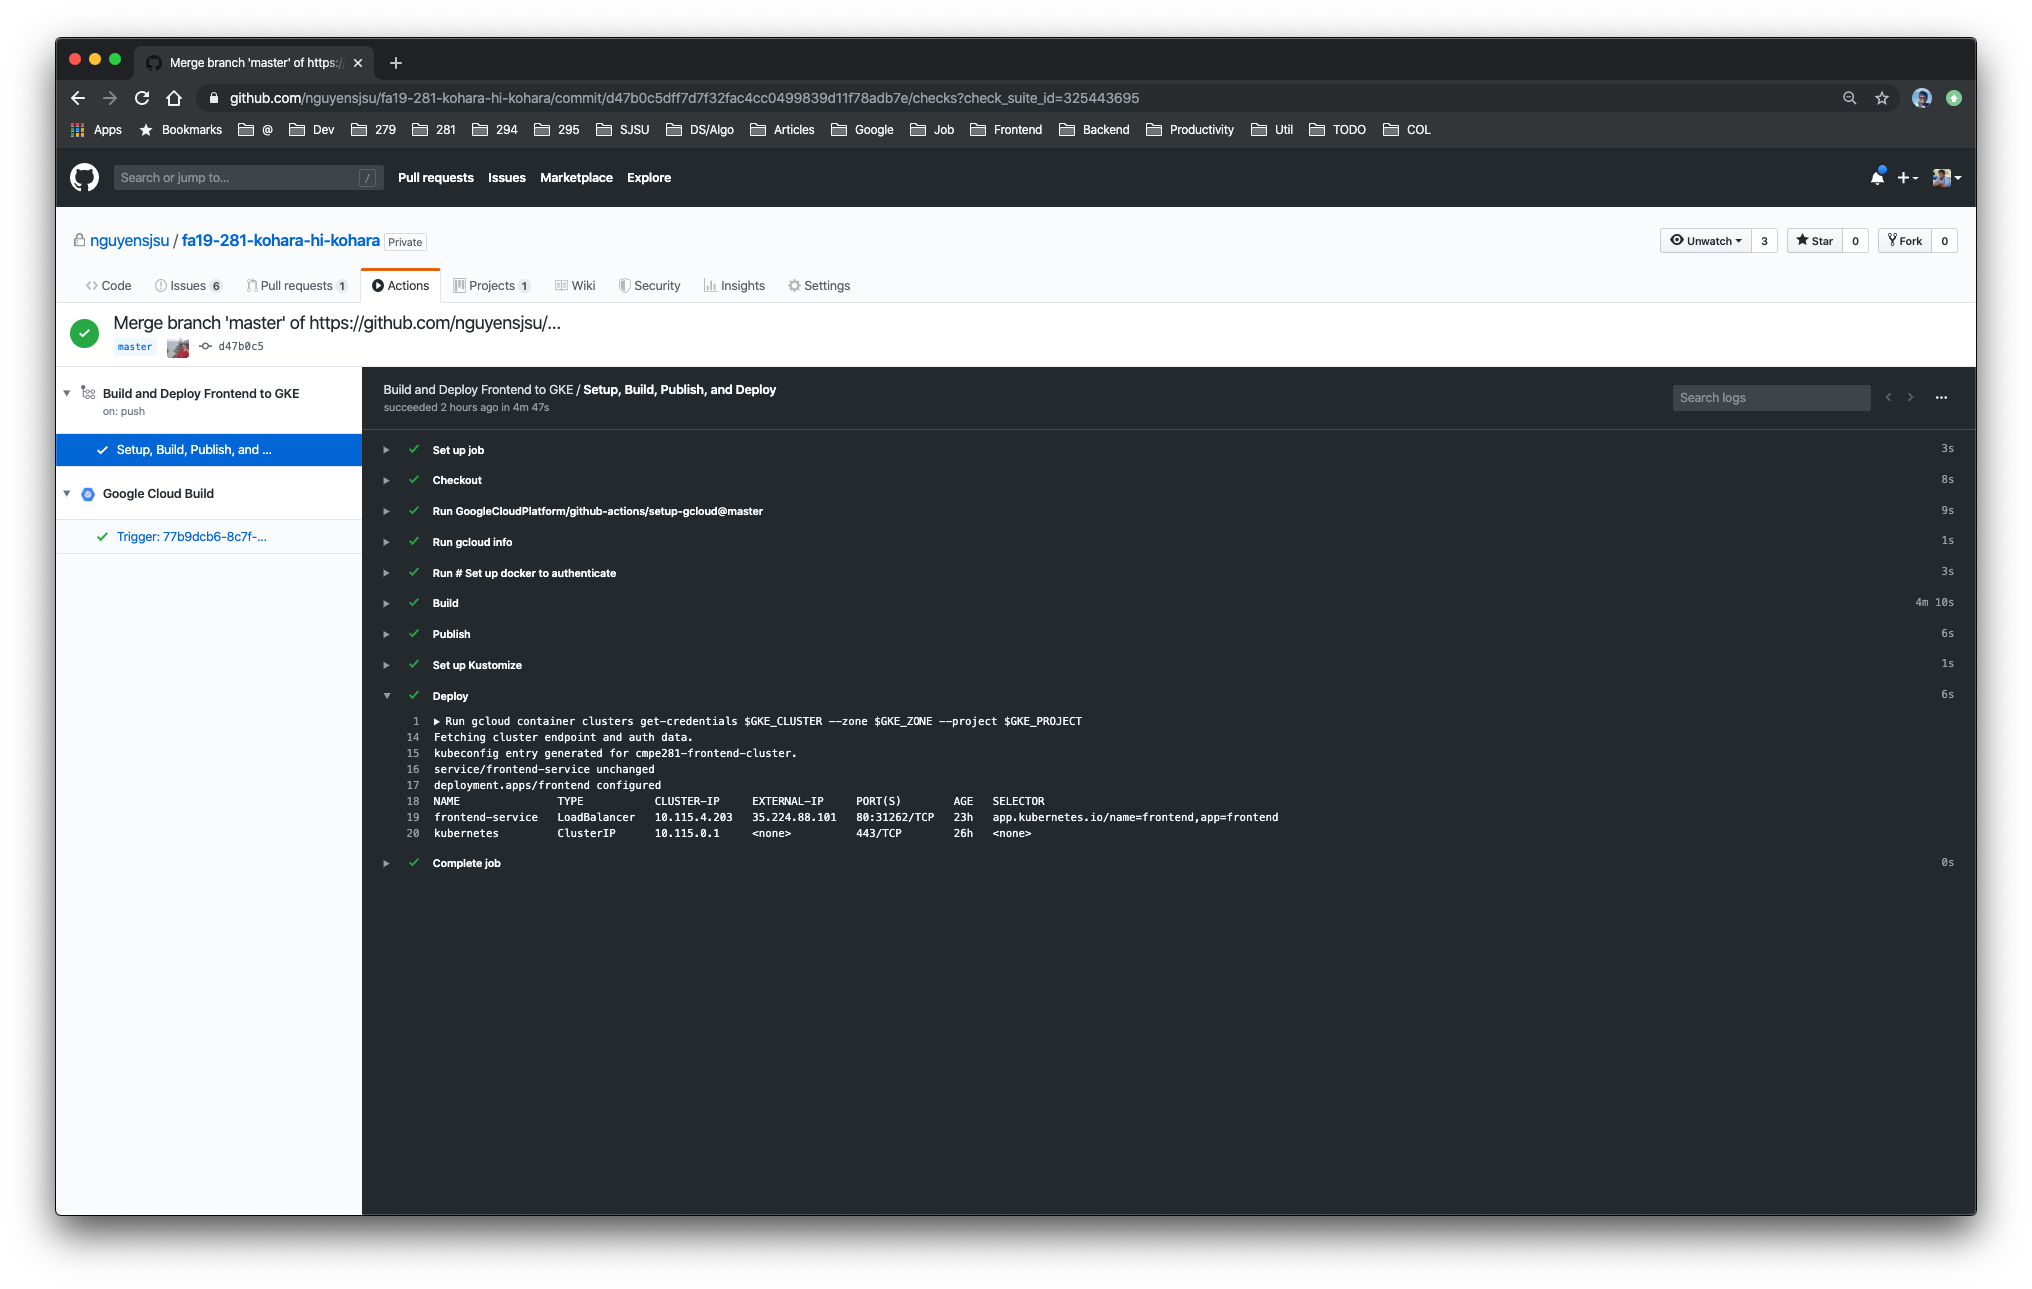 Merge branch 'master' of https:/
github.com/nguyensjsu/fa19-281-kohara-hi-kohara/commit/d47b0c5dff7d7f32fac4cc0499839d11f78adb7e/checks?check_suite_id=325443695
Apps Bookmarks @ Dev 279 281 294 295 SJSU DS/Algo Articles Google Job Frontend Backend Productivity Util TODO COL
Search or jump to... / Pull requests Issues Marketplace Explore
nguyensjsu / fa19-281-kohara-hi-kohara Private Unwatch 3 Star 0 Fork 0
Code Issues 6 Pull requests 1 Actions Projects 1 Wiki Security Insights Settings
Merge branch 'master' of https://github.com/nguyensjsu/...
master d47b0c5
Build and Deploy Frontend to GKE
on: push
Setup, Build, Publish, and ...
Google Cloud Build
Trigger: 77b9dcb6-8c7f-...
Build and Deploy Frontend to GKE / Setup, Build, Publish, and Deploy
succeeded 2 hours ago in 4m 47s
Search logs
Set up job 3s
Checkout 8s
Run GoogleCloudPlatform/github-actions/setup-gcloud@master 9s
Run gcloud info 1s
Run # Set up docker to authenticate 3s
Build 4m 10s
Publish 6s
Set up Kustomize 1s
Deploy 6s
1 Run gcloud container clusters get-credentials $GKE_CLUSTER --zone $GKE_ZONE --project $GKE_PROJECT
14 Fetching cluster endpoint and auth data.
15 kubeconfig entry generated for cmpe281-frontend-cluster.
16 service/frontend-service unchanged
17 deployment.apps/frontend configured
18 NAME TYPE CLUSTER-IP EXTERNAL-IP PORT(S) AGE SELECTOR
19 frontend-service LoadBalancer 10.115.4.203 35.224.88.101 80:31262/TCP 23h app.kubernetes.io/name=frontend,app=frontend
20 kubernetes ClusterIP 10.115.0.1 <none> 443/TCP 26h <none>
Complete job 0s